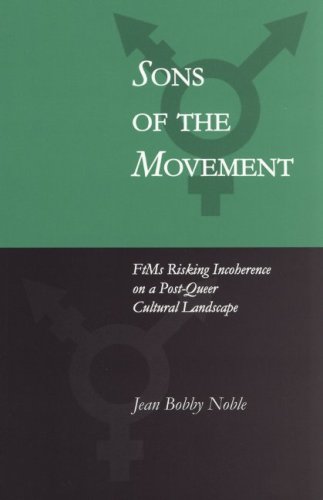 SONS
OF THE
MOVEMENT
FtMs Risking Incoherence
on a Post-Queer
Cultural Landscape
Jean Bobby Noble